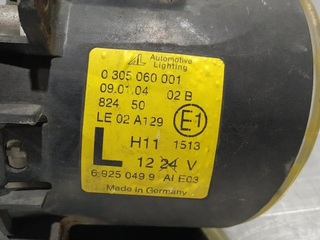 AL Automotive
Lighting
0 305 060 001
09.01.04 02 B
824 50
LE 02 A129 E1
L H11 1513
12 24 V
6 925 049.9 AI E03
Made in Germany